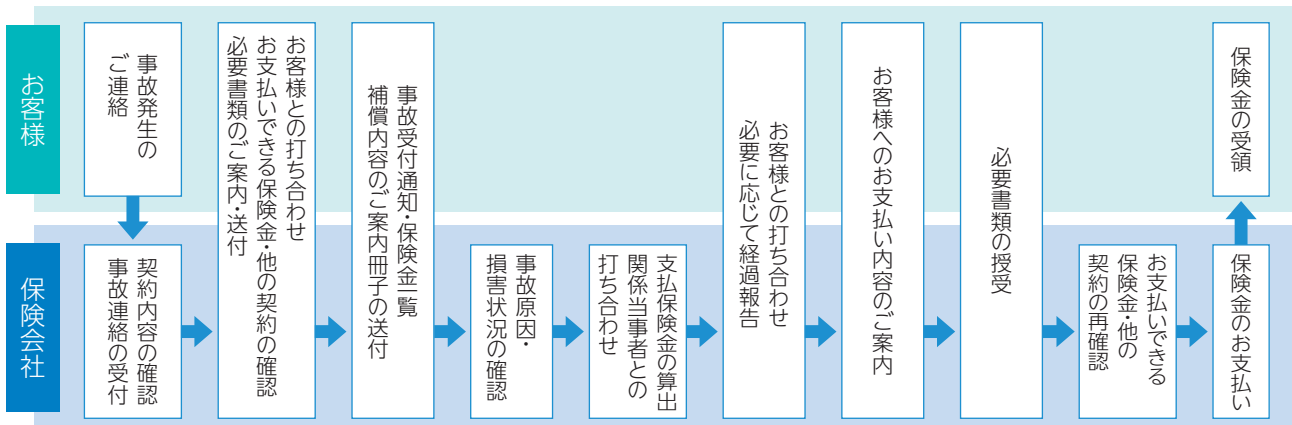 お客様
保険会社
事故発生の
ご連絡
契約内容の確認
事故連絡の受付
お客様との打ち合わせ
お支払いできる保険金・他の契約の確認
必要書類のご案内・送付
事故受付通知・保険金一覧
補償内容のご案内冊子の送付
事故原因・
損害状況の確認
支払保険金の算出
関係当事者との
打ち合わせ
お客様との打ち合わせ
必要に応じて経過報告
お客様へのお支払い内容のご案内
必要書類の授受
お支払いできる
保険金・他の
契約の再確認
保険金のお支払い
保険金の受領